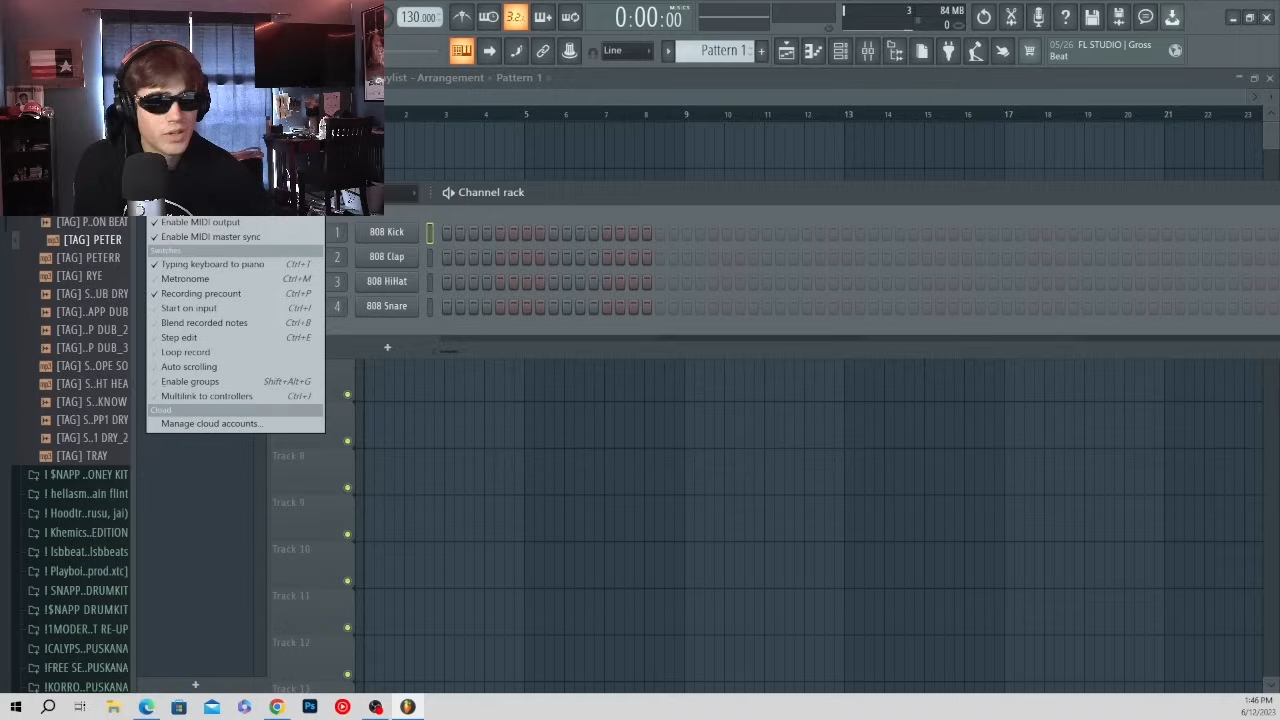 130.000
3.2.
0:00:00
M:S:CS
3
84 MB
0
Line
Pattern 1
05/26 FL STUDIO | Gross
Beat
ylist - Arrangement › Pattern 1
2 3 4 5 6 7 8 9 10 11 12 13 14 15 16 17 18 19 20 21 22 23
Channel rack
[TAG] P..ON BEAT
[TAG] PETER
[TAG] PETERR
[TAG] RYE
[TAG] S..UB DRY
[TAG] ..APP DUB
[TAG]..P DUB_2
[TAG]..P DUB_3
[TAG] S..OPE SO
[TAG] S..HT HEA
[TAG] S...KNOW
[TAG] S..PP1 DRY
[TAG] S..1 DRY_2
[TAG] TRAY
! $NAPP ..ONEY KIT
! hellasm..ain flint
! Hoodtr..rusu, jai)
! Khemics..EDITION
! lsbbeat..lsbbeats
! Playboi..prod.xtc]
! SNAPP..DRUMKIT
!$NAPP DRUMKIT
!1MODER..T RE-UP
!CALYPS..PUSKANA
!FREE SE..PUSKANA
!KORRO..PUSKANA
Enable MIDI output
Enable MIDI master sync
Switches
Typing keyboard to piano Ctrl+T
Metronome Ctrl+M
Recording precount Ctrl+P
Start on input Ctrl+I
Blend recorded notes Ctrl+B
Step edit Ctrl+E
Loop record
Auto scrolling
Enable groups Shift+Alt+G
Multilink to controllers Ctrl+J
Cloud
Manage cloud accounts...
1 808 Kick
2 808 Clap
3 808 HiHat
4 808 Snare
+
Track 8
Track 9
Track 10
Track 11
Track 12
Track 13
+
Ps
1:46 PM
6/12/2023